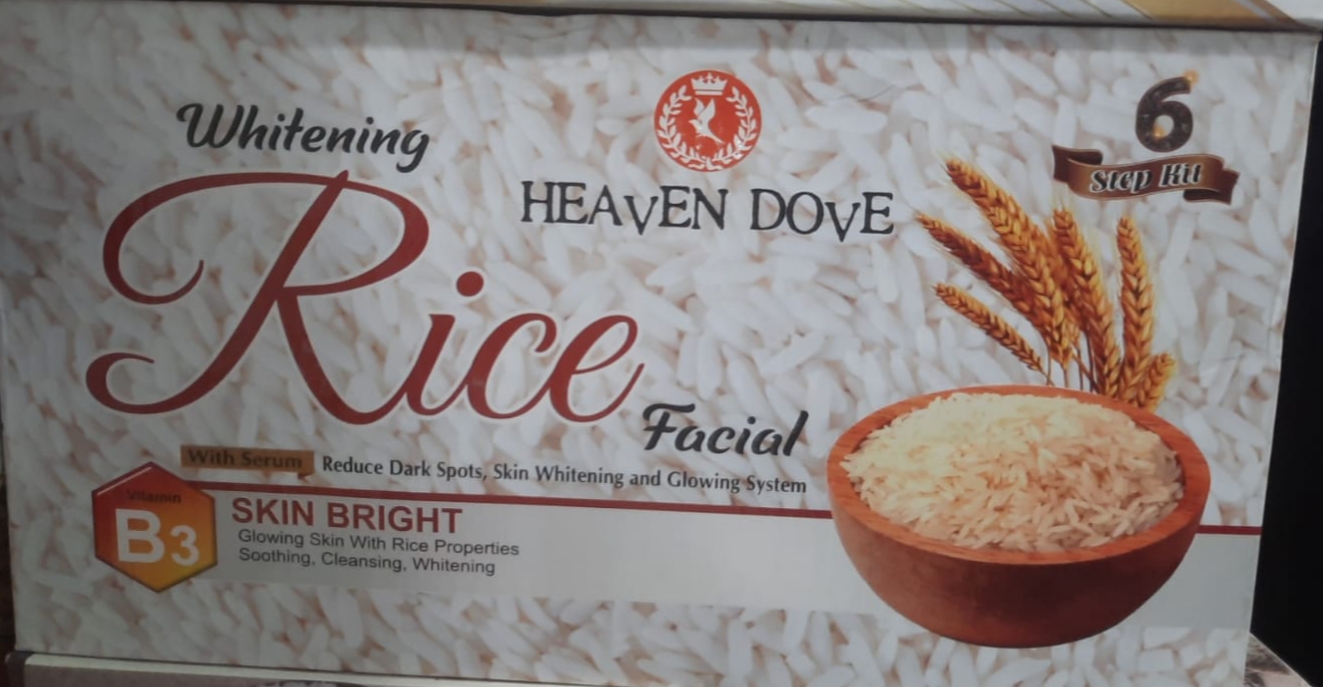 Whitening
Rice
Facial
HEAVEN DOVE
6
Step Kit
With Serum Reduce Dark Spots, Skin Whitening and Glowing System
Vitamin
B3
SKIN BRIGHT
Glowing Skin With Rice Properties
Soothing, Cleansing, Whitening